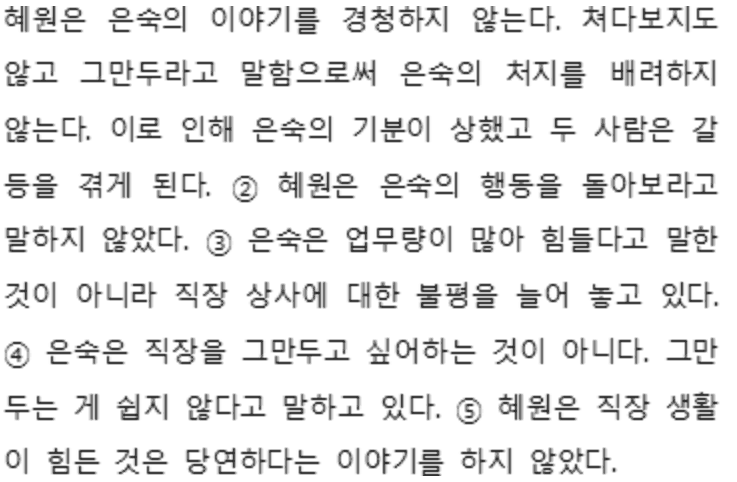 혜원은 은숙의 이야기를 경청하지 않는다. 쳐다보지도
않고 그만두라고 말함으로써 은숙의 처지를 배려하지
않는다. 이로 인해 은숙의 기분이 상했고 두 사람은 갈
등을 겪게 된다. ② 혜원은 은숙의 행동을 돌아보라고
말하지 않았다. ③ 은숙은 업무량이 많아 힘들다고 말한
것이 아니라 직장 상사에 대한 불평을 늘어 놓고 있다.
④ 은숙은 직장을 그만두고 싶어하는 것이 아니다. 그만
두는 게 쉽지 않다고 말하고 있다. ⑤ 혜원은 직장 생활
이 힘든 것은 당연하다는 이야기를 하지 않았다.